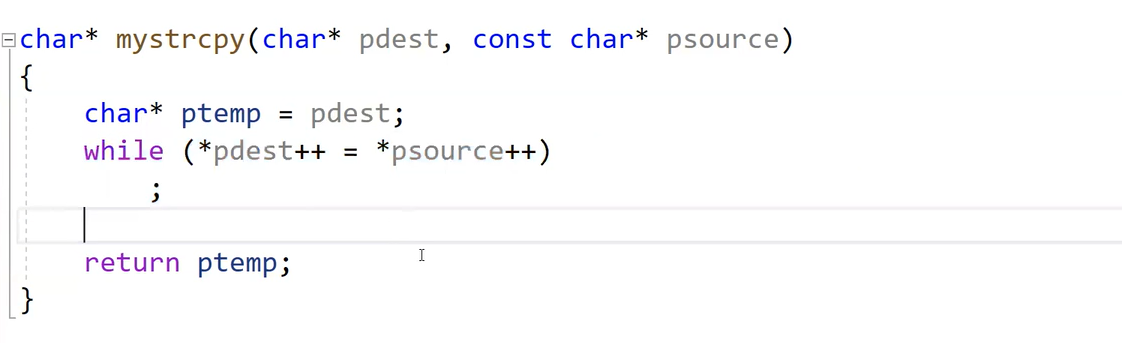 char* mystrcpy(char* pdest, const char* psource)
{
    char* ptemp = pdest;
    while (*pdest++ = *psource++)
        ;
    return ptemp;
}